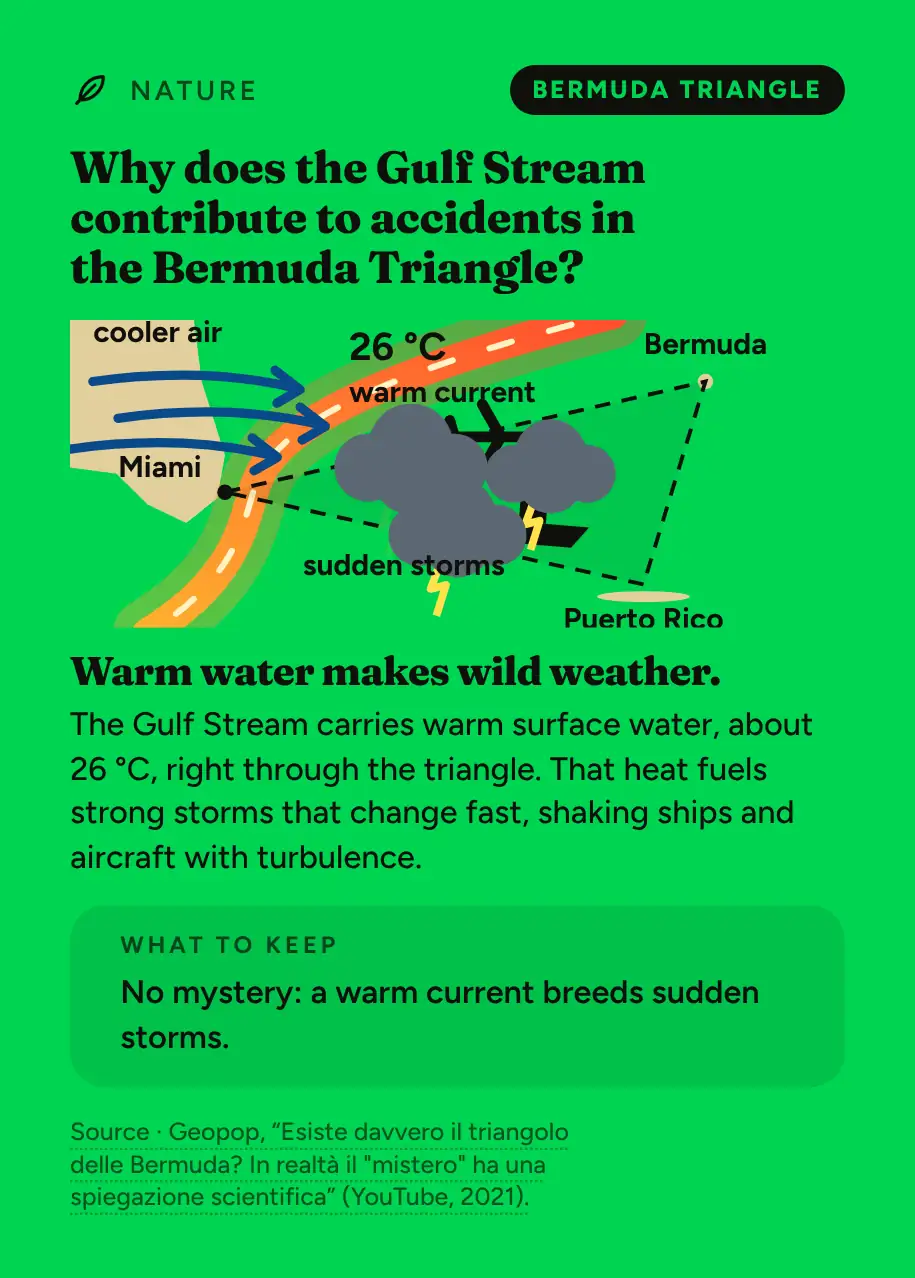 NATURE
BERMUDA TRIANGLE
Why does the Gulf Stream
contribute to accidents in
the Bermuda Triangle?
cooler air
26 °C
warm current
Bermuda
Miami
sudden storms
Puerto Rico
Warm water makes wild weather.
The Gulf Stream carries warm surface water, about
26 °C, right through the triangle. That heat fuels
strong storms that change fast, shaking ships and
aircraft with turbulence.
WHAT TO KEEP
No mystery: a warm current breeds sudden
storms.
Source · Geopop, “Esiste davvero il triangolo
delle Bermuda? In realtà il "mistero" ha una
spiegazione scientifica” (YouTube, 2021).